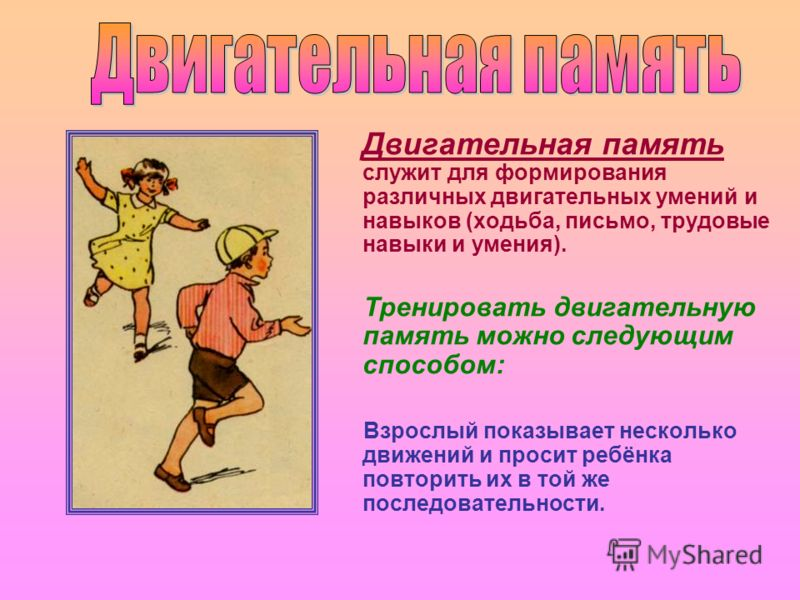 Двигательная память
Двигательная память
служит для формирования
различных двигательных умений и
навыков (ходьба, письмо, трудовые
навыки и умения).
Тренировать двигательную
память можно следующим
способом:
Взрослый показывает несколько
движений и просит ребёнка
повторить их в той же
последовательности.
MyShared